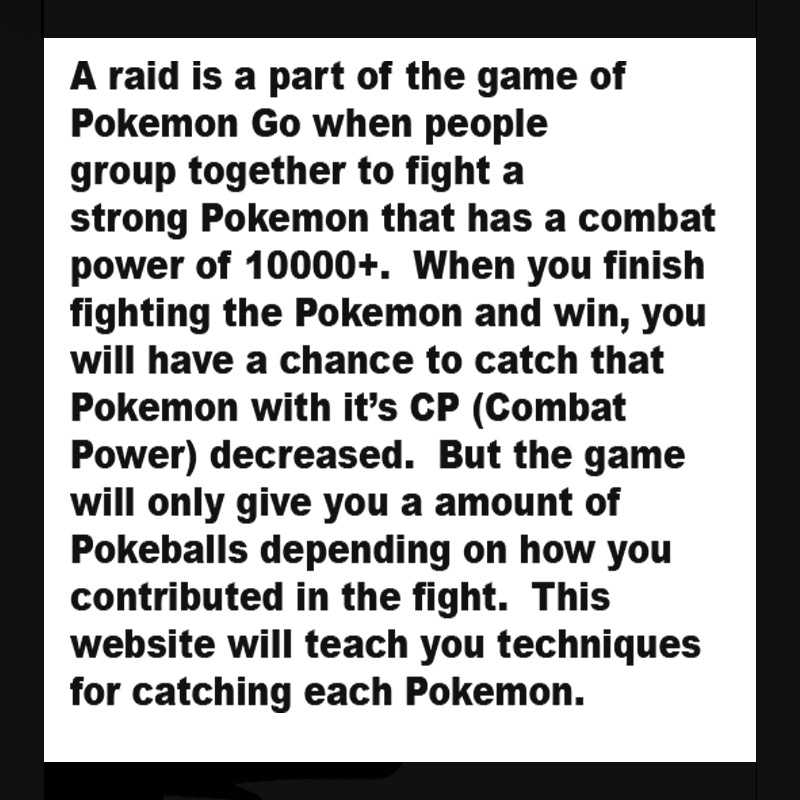 A raid is a part of the game of
Pokemon Go when people
group together to fight a
strong Pokemon that has a combat
power of 10000+.  When you finish
fighting the Pokemon and win, you
will have a chance to catch that
Pokemon with it’s CP (Combat
Power) decreased.  But the game
will only give you a amount of
Pokeballs depending on how you
contributed in the fight.  This
website will teach you techniques
for catching each Pokemon.